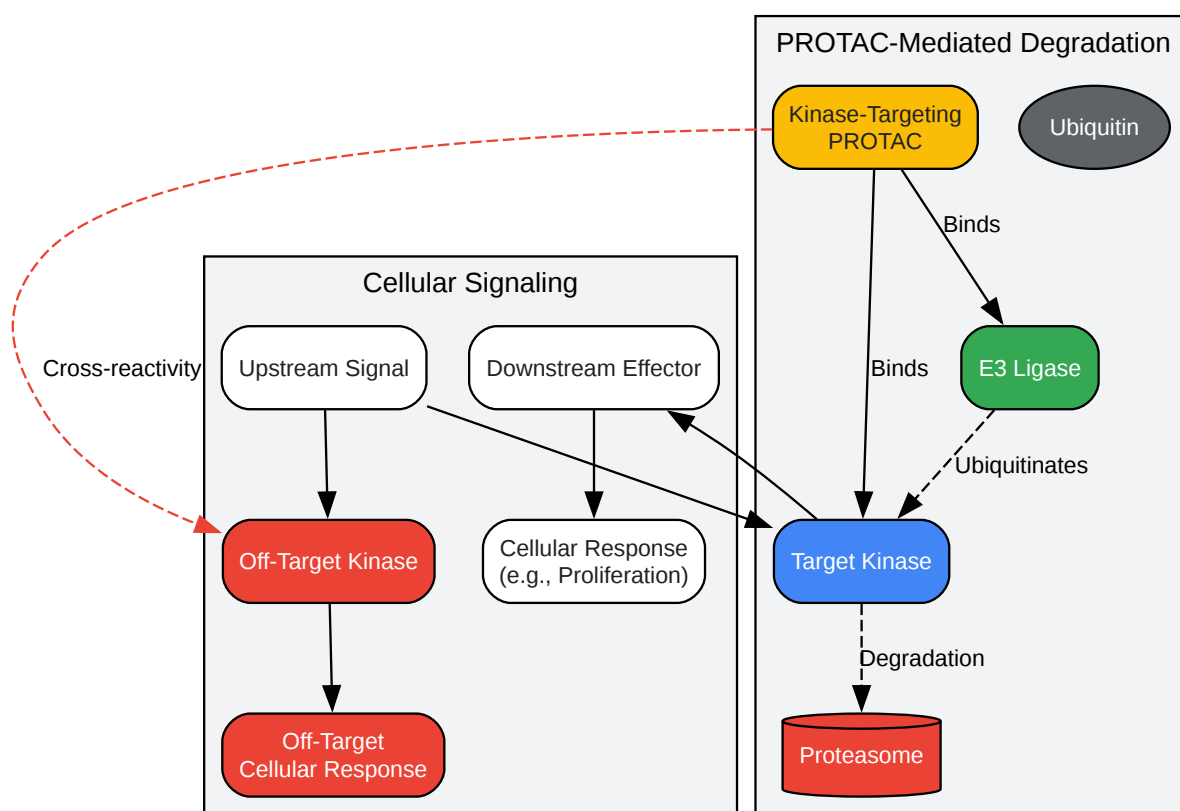 PROTAC-Mediated Degradation
Kinase-Targeting
PROTAC
Ubiquitin
Binds
Cellular Signaling
Cross-reactivity
Upstream Signal
Downstream Effector
Binds
E3 Ligase
Ubiquitinates
Off-Target Kinase
Cellular Response
(e.g., Proliferation)
Target Kinase
Degradation
Off-Target
Cellular Response
Proteasome